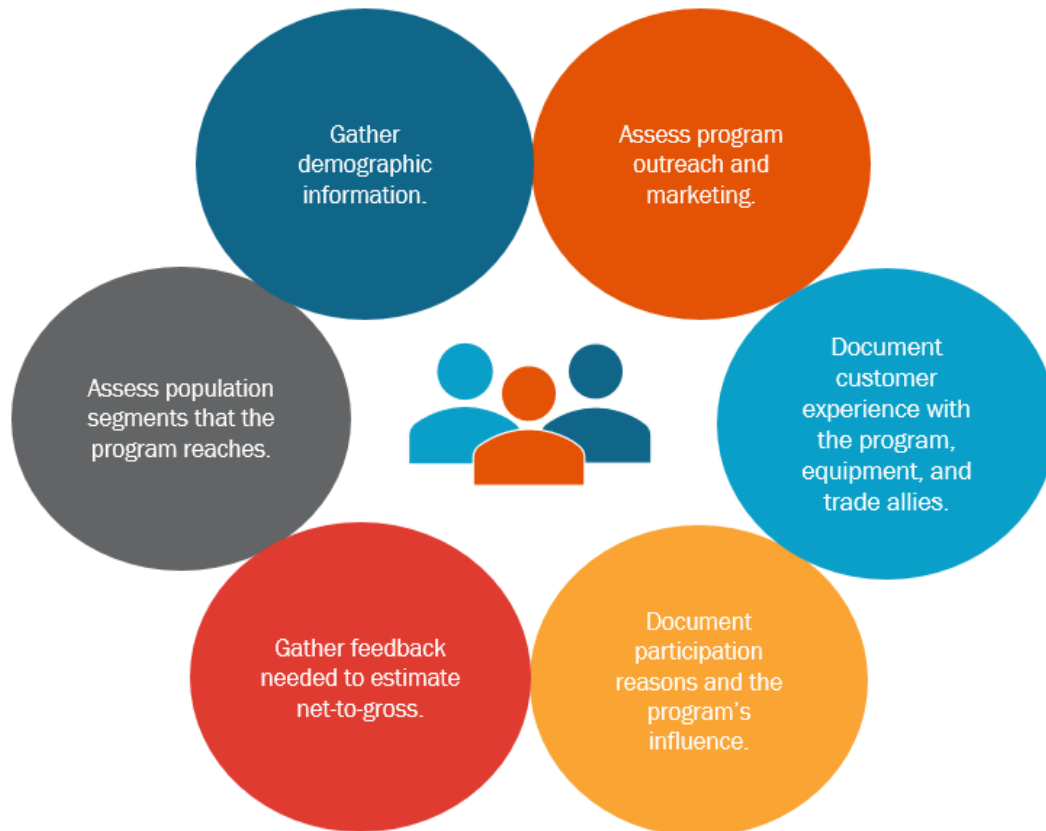 Gather
demographic
information.
Assess program
outreach and
marketing.
Document
customer
experience with
the program,
equipment, and
trade allies.
Document
participation
reasons and the
program's
influence.
Gather feedback
needed to estimate
net-to-gross.
Assess population
segments that the
program reaches.